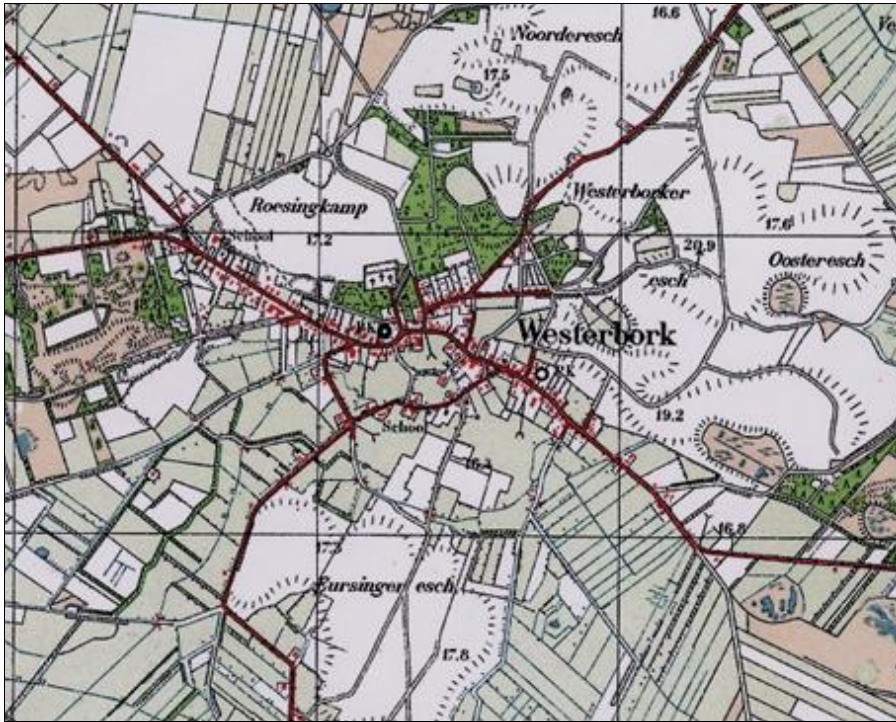 16.6
Noorderesch
17.5
Roesingkamp
Westerborker
School
17.2
17.6
20.9
Oosteresch
esch
Westerbork
19.2
School
16.8
17.3
Eursinger esch
17.8